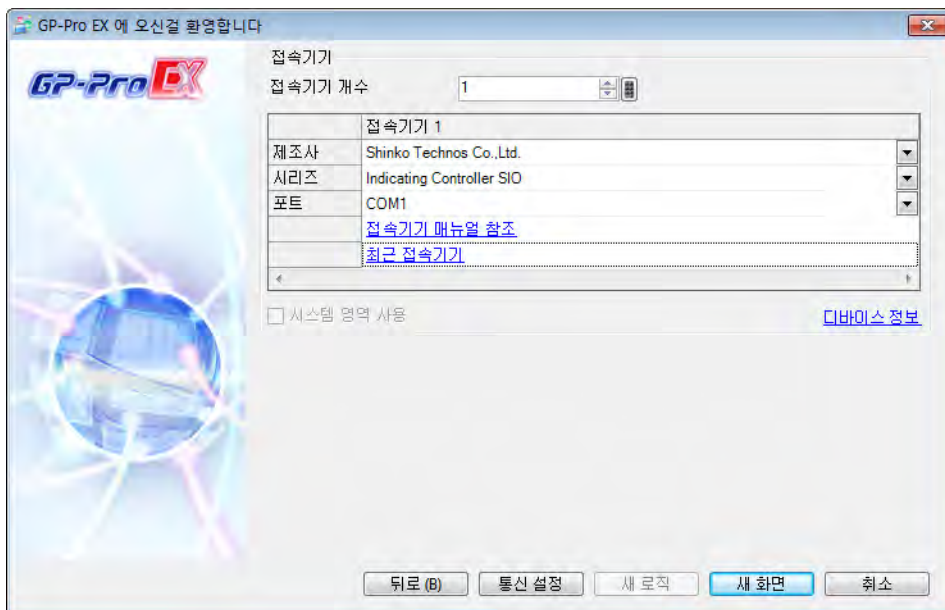 GP-Pro EX 에 오신걸 환영합니다
GP-Pro EX
접속기기
접속기기 개수 1
접속기기 1
제조사 Shinko Technos Co.,Ltd.
시리즈 Indicating Controller SIO
포트 COM1
접속기기 매뉴얼 참조
최근 접속기기
시스템 영역 사용 디바이스 정보
뒤로 (B) 통신 설정 새 로직 새 화면 취소